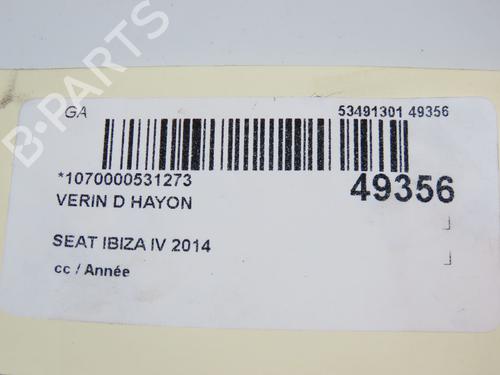 GA
53491301 49356
*1070000531273
49356
VERIN D HAYON
SEAT IBIZA IV 2014
cc / Année
B-PARTS